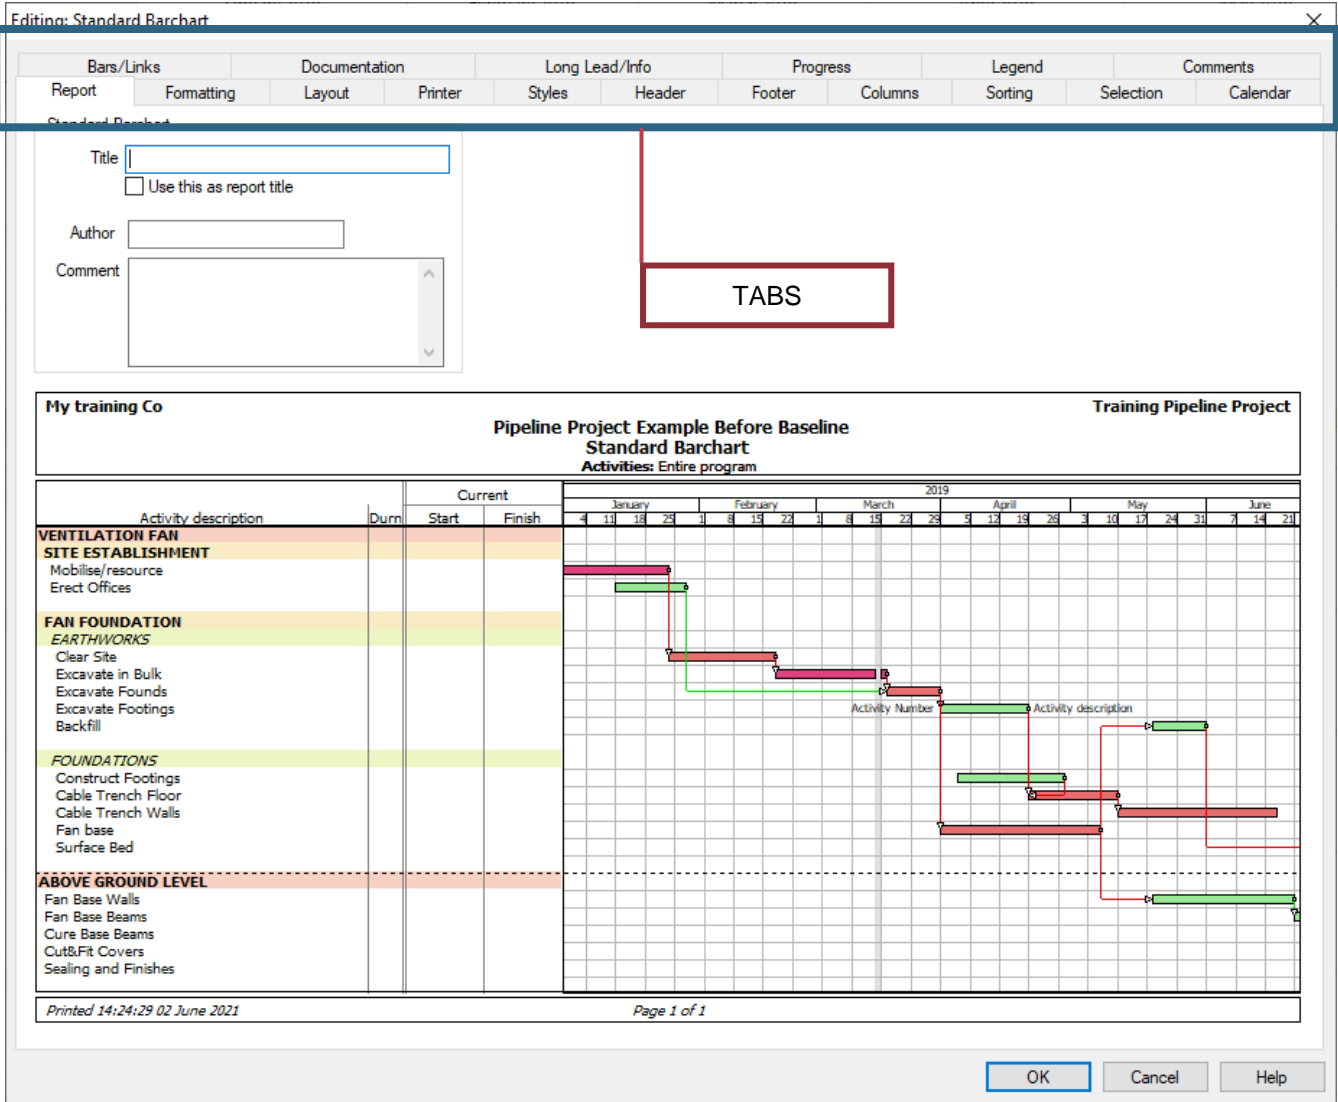 Editing: Standard Barchart
Bars/Links Documentation Long Lead/Info Progress Legend Comments
Report Formatting Layout Printer Styles Header Footer Columns Sorting Selection Calendar
Standard Barchart
Title
Use this as report title
Author
Comment
TABS
My training Co Training Pipeline Project
Pipeline Project Example Before Baseline
Standard Barchart
Activities: Entire program
Current 2019
January February March April May June
Activity description Durn Start Finish 4 11 18 25 1 8 15 22 1 8 15 22 29 5 12 19 26 3 10 17 24 31 7 14 21
VENTILATION FAN
SITE ESTABLISHMENT
Mobilise/resource
Erect Offices
FAN FOUNDATION
EARTHWORKS
Clear Site
Excavate in Bulk
Excavate Founds
Excavate Footings Activity Number Activity description
Backfill
FOUNDATIONS
Construct Footings
Cable Trench Floor
Cable Trench Walls
Fan base
Surface Bed
ABOVE GROUND LEVEL
Fan Base Walls
Fan Base Beams
Cure Base Beams
Cut&Fit Covers
Sealing and Finishes
Printed 14:24:29 02 June 2021 Page 1 of 1
OK Cancel Help